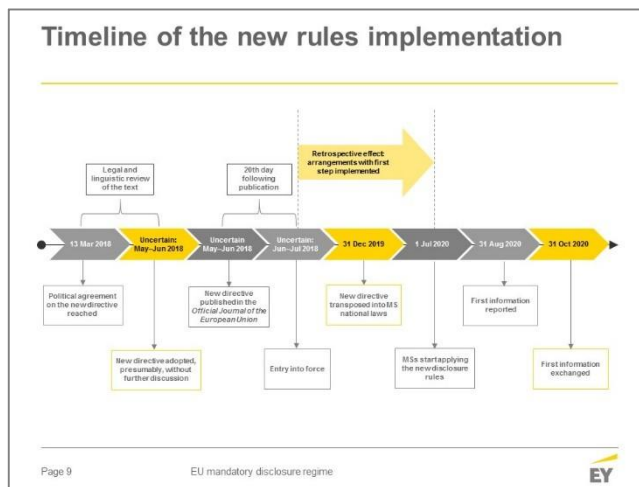 Timeline of the new rules implementation
Retrospective effect:
arrangements with first
step implemented
Legal and
linguistic review
of the text
20th day
following
publication
13 Mar 2018
Uncertain:
May–Jun 2018
Uncertain
May–Jun 2018
Uncertain:
Jun–Jul 2018
31 Dec 2019
1 Jul 2020
31 Aug 2020
31 Oct 2020
Political agreement
on the new directive
reached
New directive
published in the
Official Journal of the
European Union
New directive
transposed into MS
national laws
First information
reported
New directive adopted,
presumably, without
further discussion
Entry into force
MSs start applying
the new disclosure
rules
First information
exchanged
Page 9
EU mandatory disclosure regime
EY